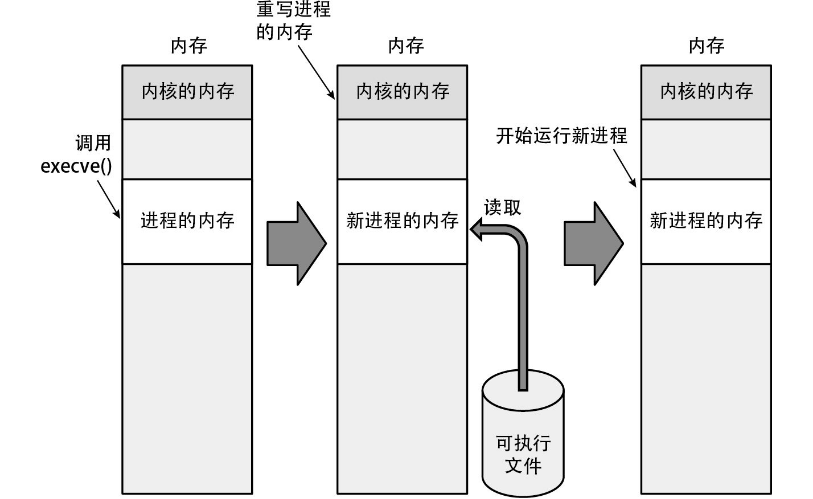 重写进程
的内存
内存
内存
内存
内核的内存
内核的内存
内核的内存
调用
execve()
开始运行新进程
进程的内存
新进程的内存
读取
新进程的内存
可执行
文件